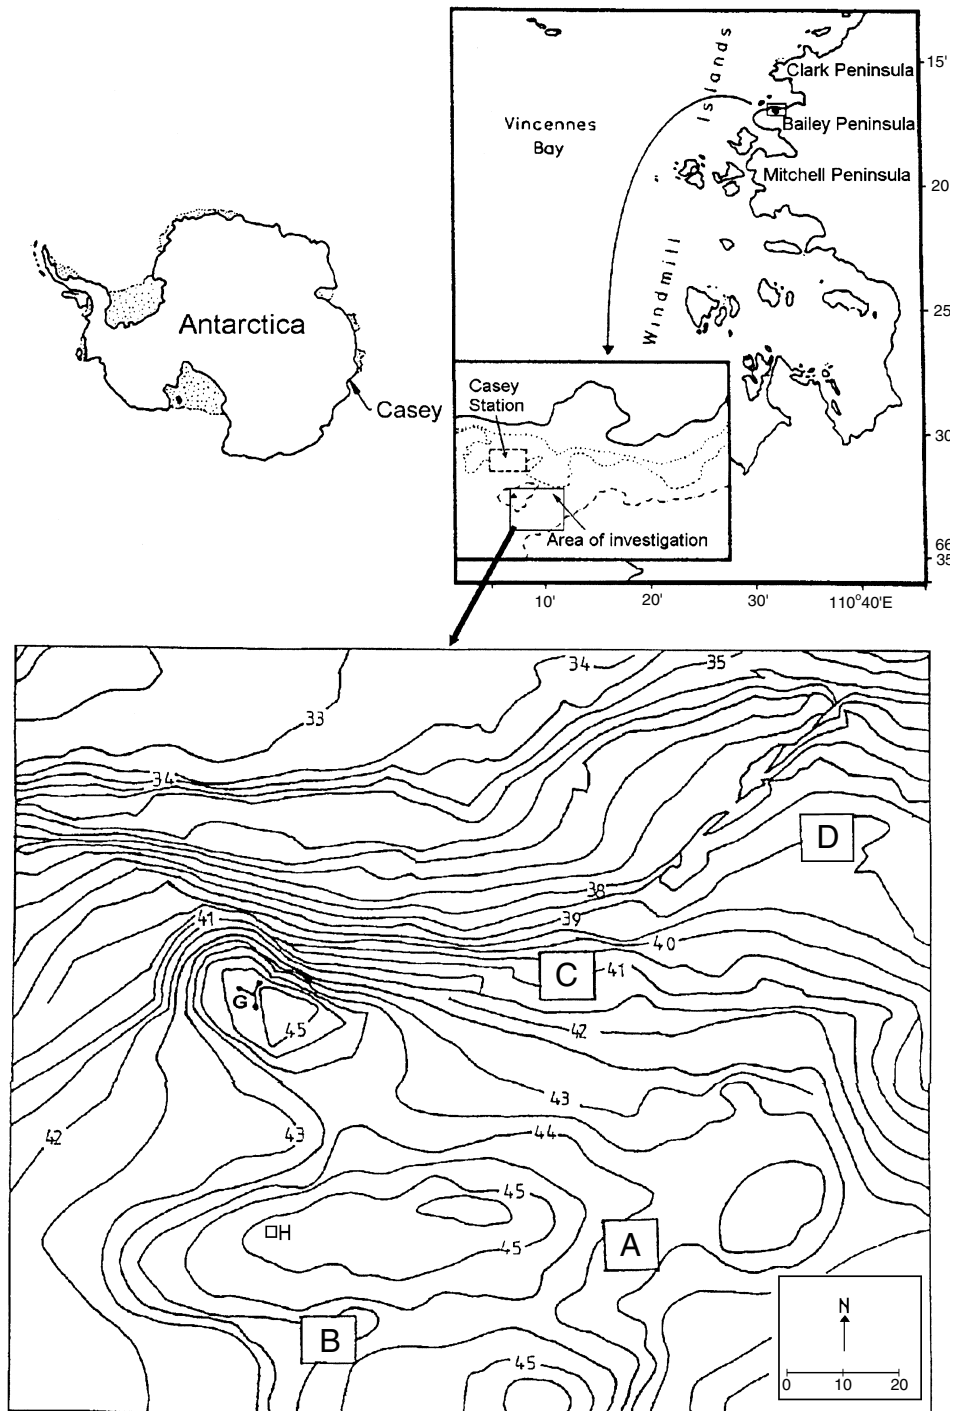 Islands
Clark Peninsula
15'
Vincennes
Bay
Bailey Peninsula
Mitchell Peninsula
20
Antarctica
Windmill
25
Casey
Casey
Station
30
Area of investigation
66
35
10'
20'
30'
110°40'E
34
35
33
34
D
38
41
39
40
C
41
G
45
42
43
42
43
44
45
H
45
A
B
45
N
0
10
20